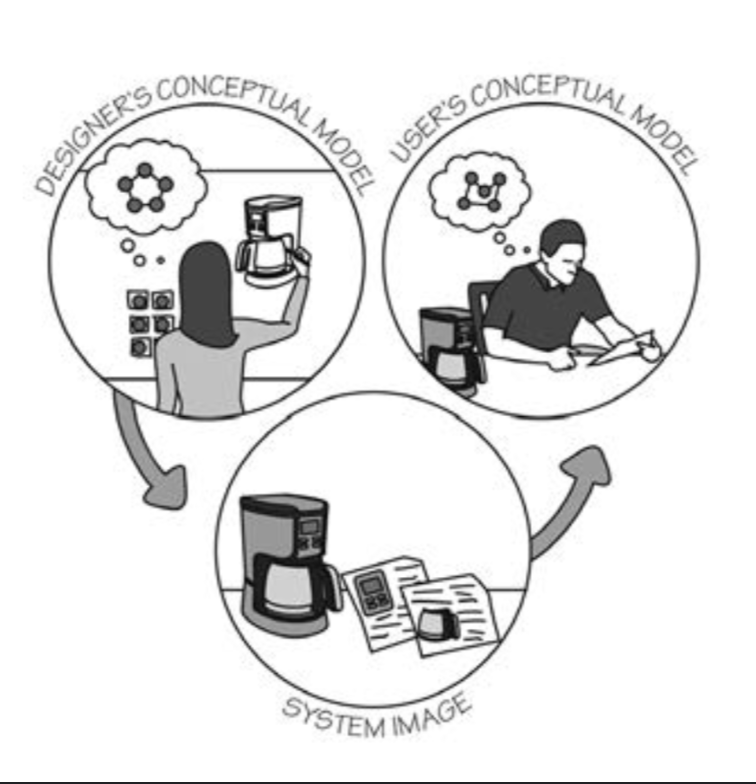 DESIGNER'S CONCEPTUAL MODEL
USER'S CONCEPTUAL MODEL
SYSTEM IMAGE